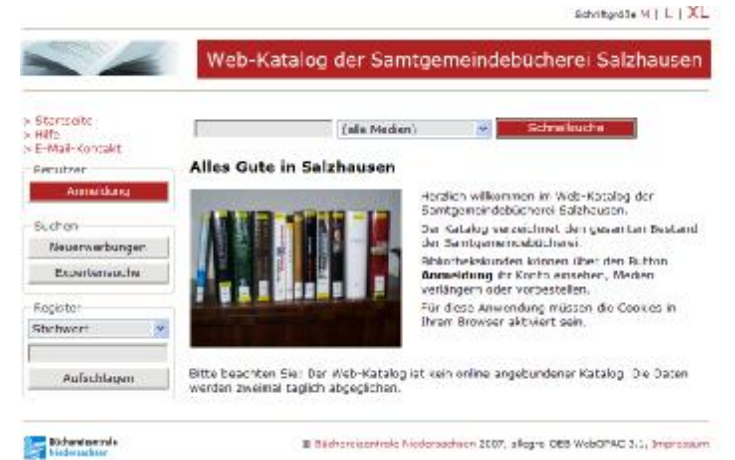 Schriftgröße M | L | XL
Web-Katalog der Samtgemeindebücherei Salzhausen
> Startseite
> Hilfe
> E-Mail-Kontakt
(alle Medien)
Schnellsuche
Benutzer
Anmeldung
Suchen
Neuerwerbungen
Expertensuche
Register
Stichwort
Aufschlagen
Alles Gute in Salzhausen
Herzlich willkommen im Web-Katalog der
Samtgemeindebücherei Salzhausen.
Der Katalog verzeichnet den gesamten Bestand
der Samtgemeindebücherei.
Bibliothekskunden können über den Button
Anmeldung ihr Konto einsehen, Medien
verlängern oder vorbestellen.
Für diese Anwendung müssen die Cookies in
Ihrem Browser aktiviert sein.
Bitte beachten Sie: Der Web-Katalog ist kein online angebundener Katalog. Die Daten
werden zweimal täglich abgeglichen.
Büchereizentrale
Niedersachsen
© Büchereizentrale Niedersachsen 2007, allegro OEB WebOPAC 3.1, Impressum